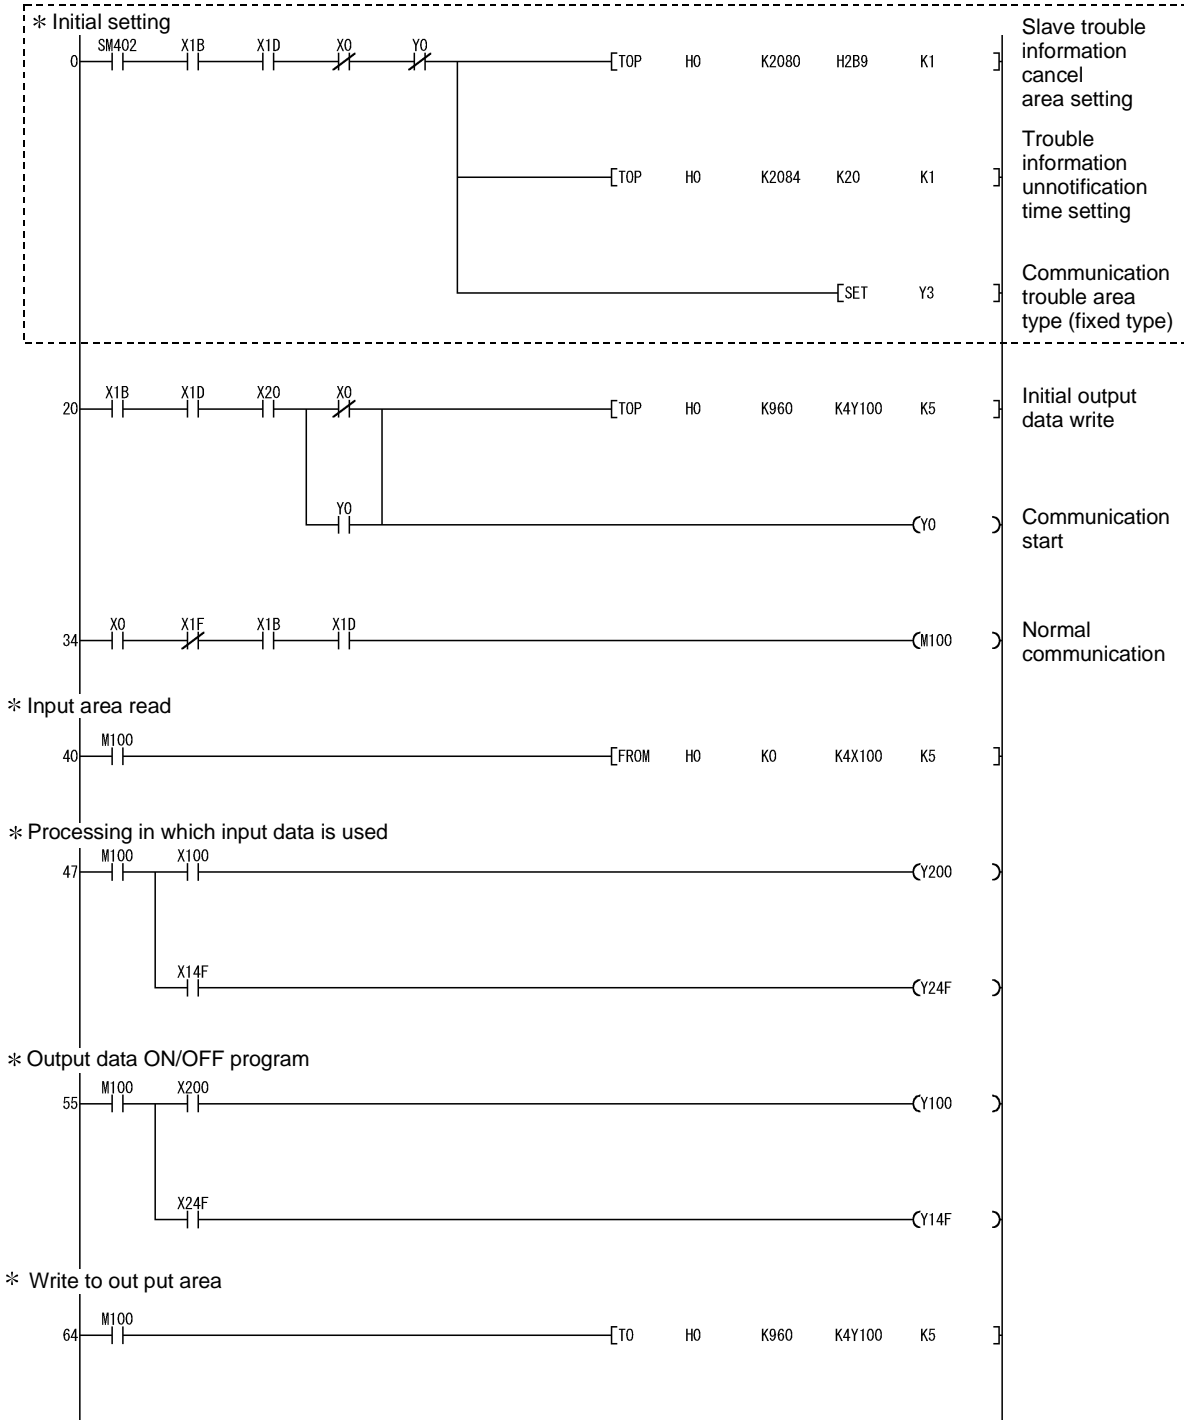 * Initial setting
SM402 X1B X1D X0 Y0
0 [TOP H0 K2080 H2B9 K1 ]
Slave trouble
information
cancel
area setting
[TOP H0 K2084 K20 K1 ]
Trouble
information
unnotification
time setting
[SET Y3 ]
Communication
trouble area
type (fixed type)
X1B X1D X20 X0
20 [TOP H0 K960 K4Y100 K5 ]
Initial output
data write
Y0
(Y0 )
Communication
start
X0 X1F X1B X1D
34 (M100 )
Normal
communication
* Input area read
M100
40 [FROM H0 K0 K4X100 K5 ]
* Processing in which input data is used
M100 X100
47 (Y200 )
X14F
(Y24F )
* Output data ON/OFF program
M100 X200
55 (Y100 )
X24F
(Y14F )
* Write to out put area
M100
64 [TO H0 K960 K4Y100 K5 ]